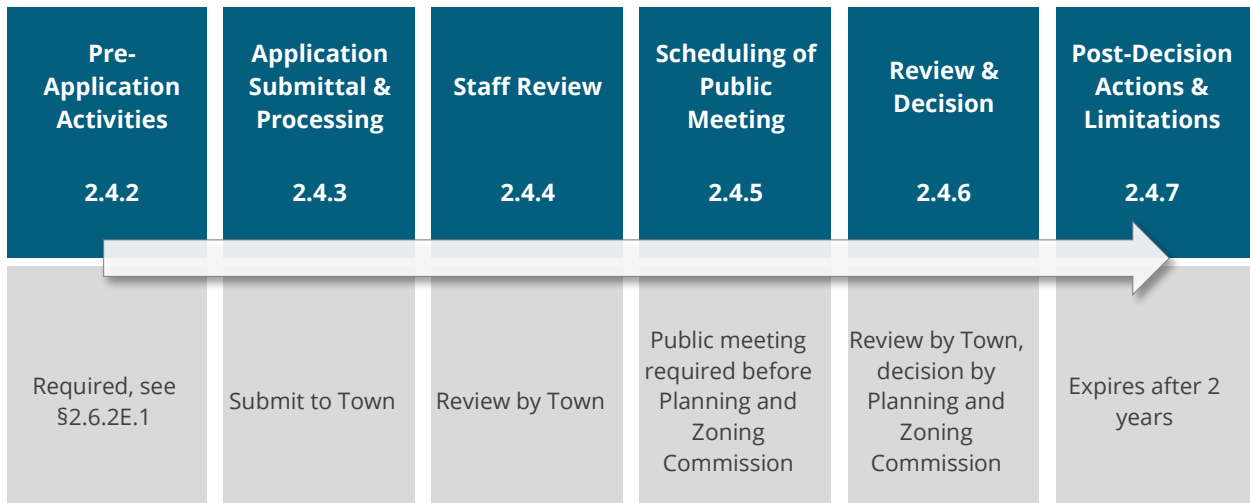 Pre-
Application
Activities
2.4.2
Application
Submittal &
Processing
2.4.3
Staff Review
2.4.4
Scheduling of
Public
Meeting
2.4.5
Review &
Decision
2.4.6
Post-Decision
Actions &
Limitations
2.4.7
Required, see
§2.6.2E.1
Submit to Town
Review by Town
Public meeting
required before
Planning and
Zoning
Commission
Review by Town,
decision by
Planning and
Zoning
Commission
Expires after 2
years